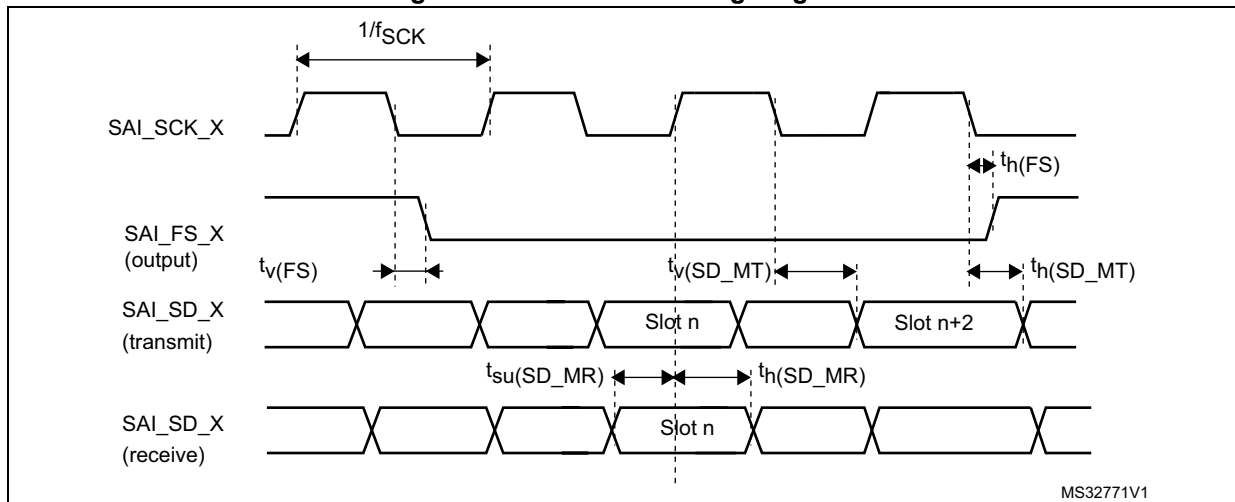 1/fSCK
SAI_SCK_X
th(FS)
SAI_FS_X
(output)
tv(FS)
tv(SD_MT)
th(SD_MT)
SAI_SD_X
(transmit)
Slot n
Slot n+2
tsu(SD_MR)
th(SD_MR)
SAI_SD_X
(receive)
Slot n
MS32771V1